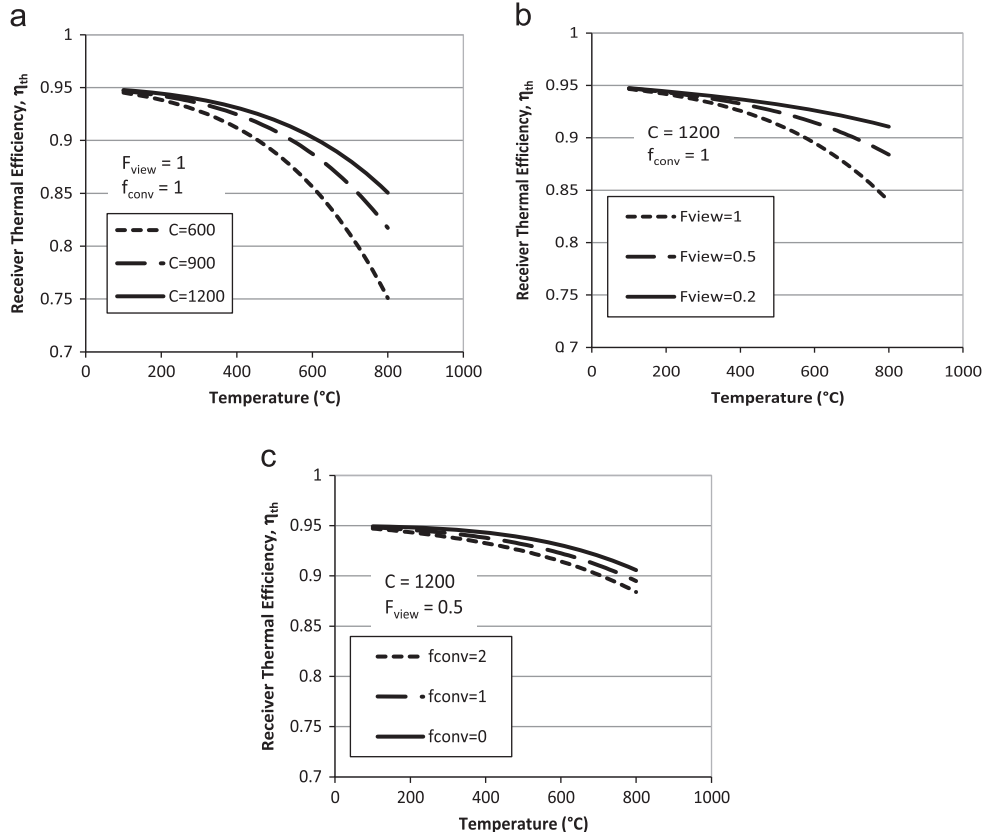 a
Receiver Thermal Efficiency, ηth
1
0.95
0.9
0.85
0.8
0.75
0.7
Fview = 1
fconv = 1
C=600
C=900
C=1200
0 200 400 600 800 1000
Temperature (°C)
b
Receiver Thermal Efficiency, ηth
1
0.95
0.9
0.85
0.8
0.75
0.7
C = 1200
fconv = 1
Fview=1
Fview=0.5
Fview=0.2
0 200 400 600 800 1000
Temperature (°C)
c
Receiver Thermal Efficiency, ηth
1
0.95
0.9
0.85
0.8
0.75
0.7
C = 1200
Fview = 0.5
fconv=2
fconv=1
fconv=0
0 200 400 600 800 1000
Temperature (°C)